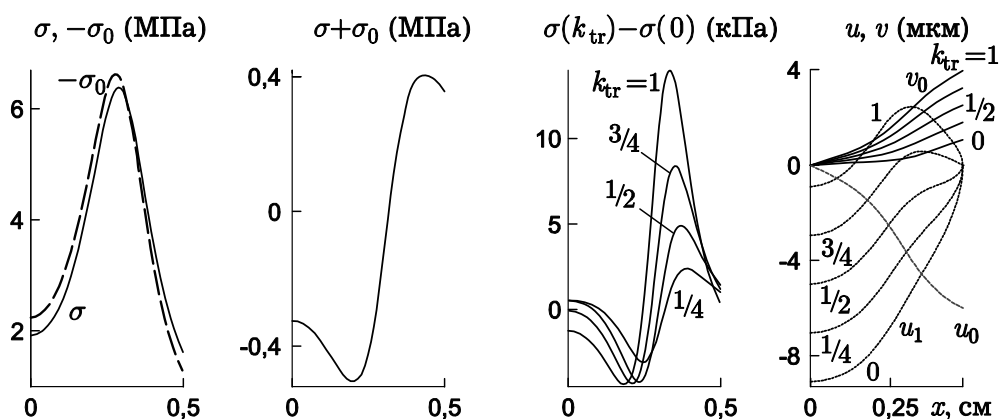 σ, −σ₀ (МПа)
σ+σ₀ (МПа)
σ(k_tr)−σ(0) (кПа)
u, v (мкм)
−σ₀
σ
6
4
2
0
0,5
0,4
0
-0,4
0
0,5
k_tr=1
3/4
1/2
1/4
10
5
0
0
0,5
k_tr=1
v₀
1
1/2
0
3/4
1/2
1/4
0
u₁
u₀
4
0
-4
-8
0
0,25
x, см